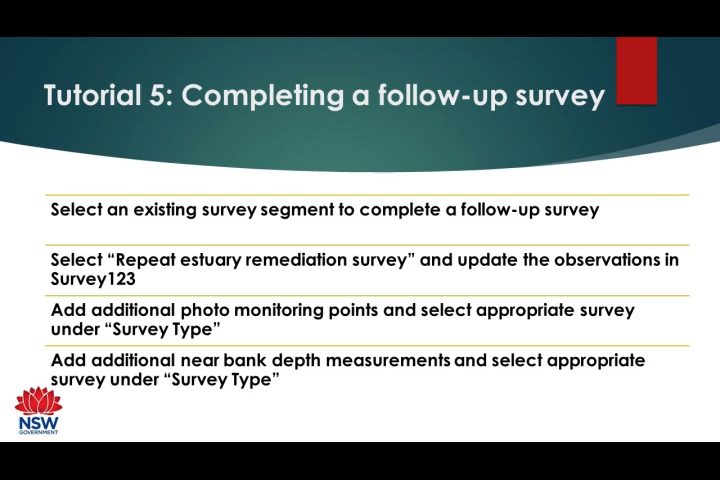 Tutorial 5: Completing a follow-up survey
Select an existing survey segment to complete a follow-up survey
Select “Repeat estuary remediation survey” and update the observations in
Survey123
Add additional photo monitoring points and select appropriate survey
under “Survey Type”
Add additional near bank depth measurements and select appropriate
survey under “Survey Type”
NSW
GOVERNMENT